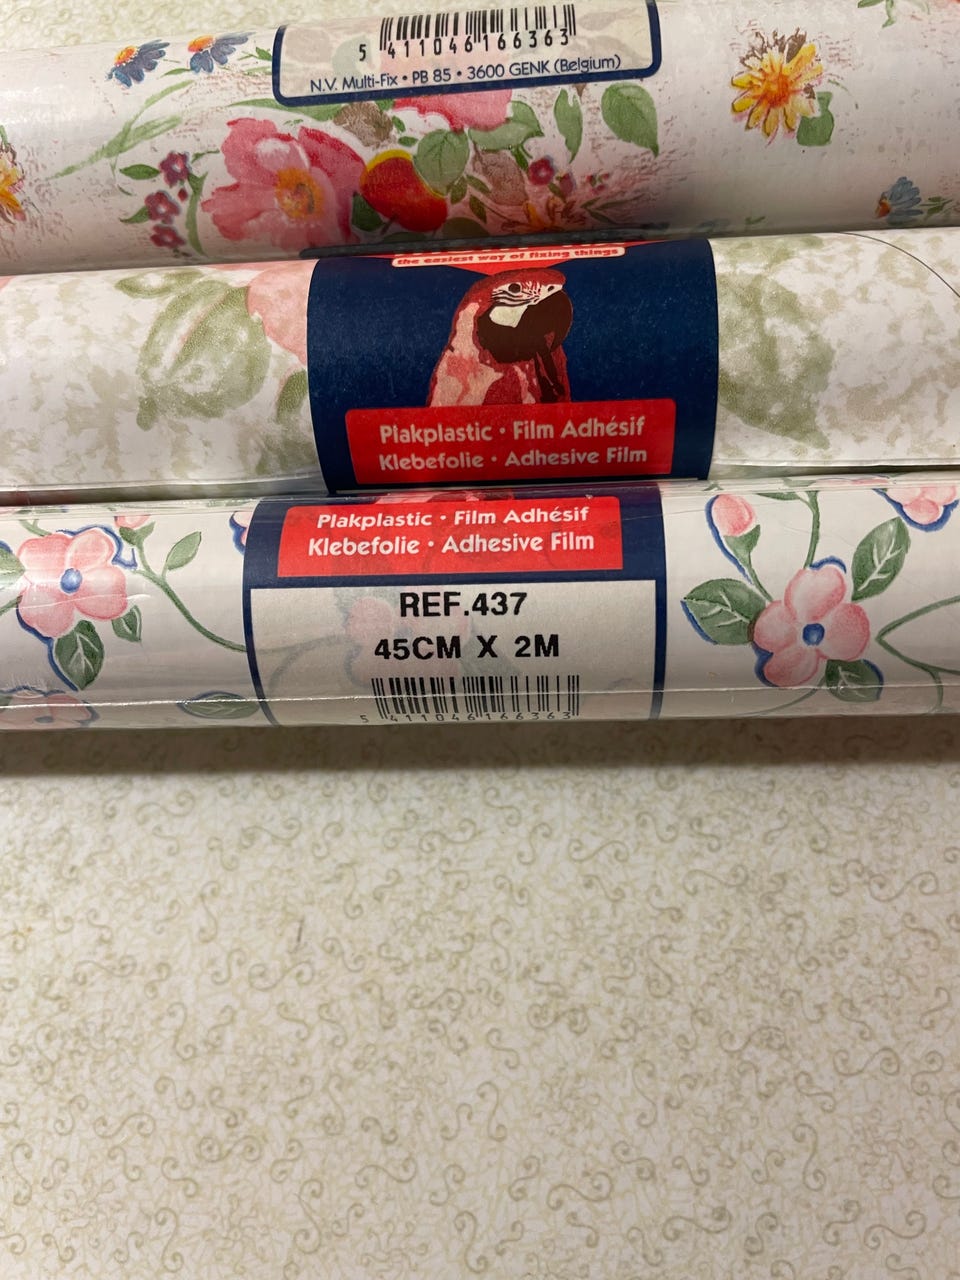 5 411046 166363
N.V. Multi-Fix • PB 85 • 3600 GENK (Belgium)
the easiest way of fixing things
Plakplastic • Film Adhésif
Klebefolie • Adhesive Film
Plakplastic • Film Adhésif
Klebefolie • Adhesive Film
REF.437
45CM X 2M
5 411046 166363